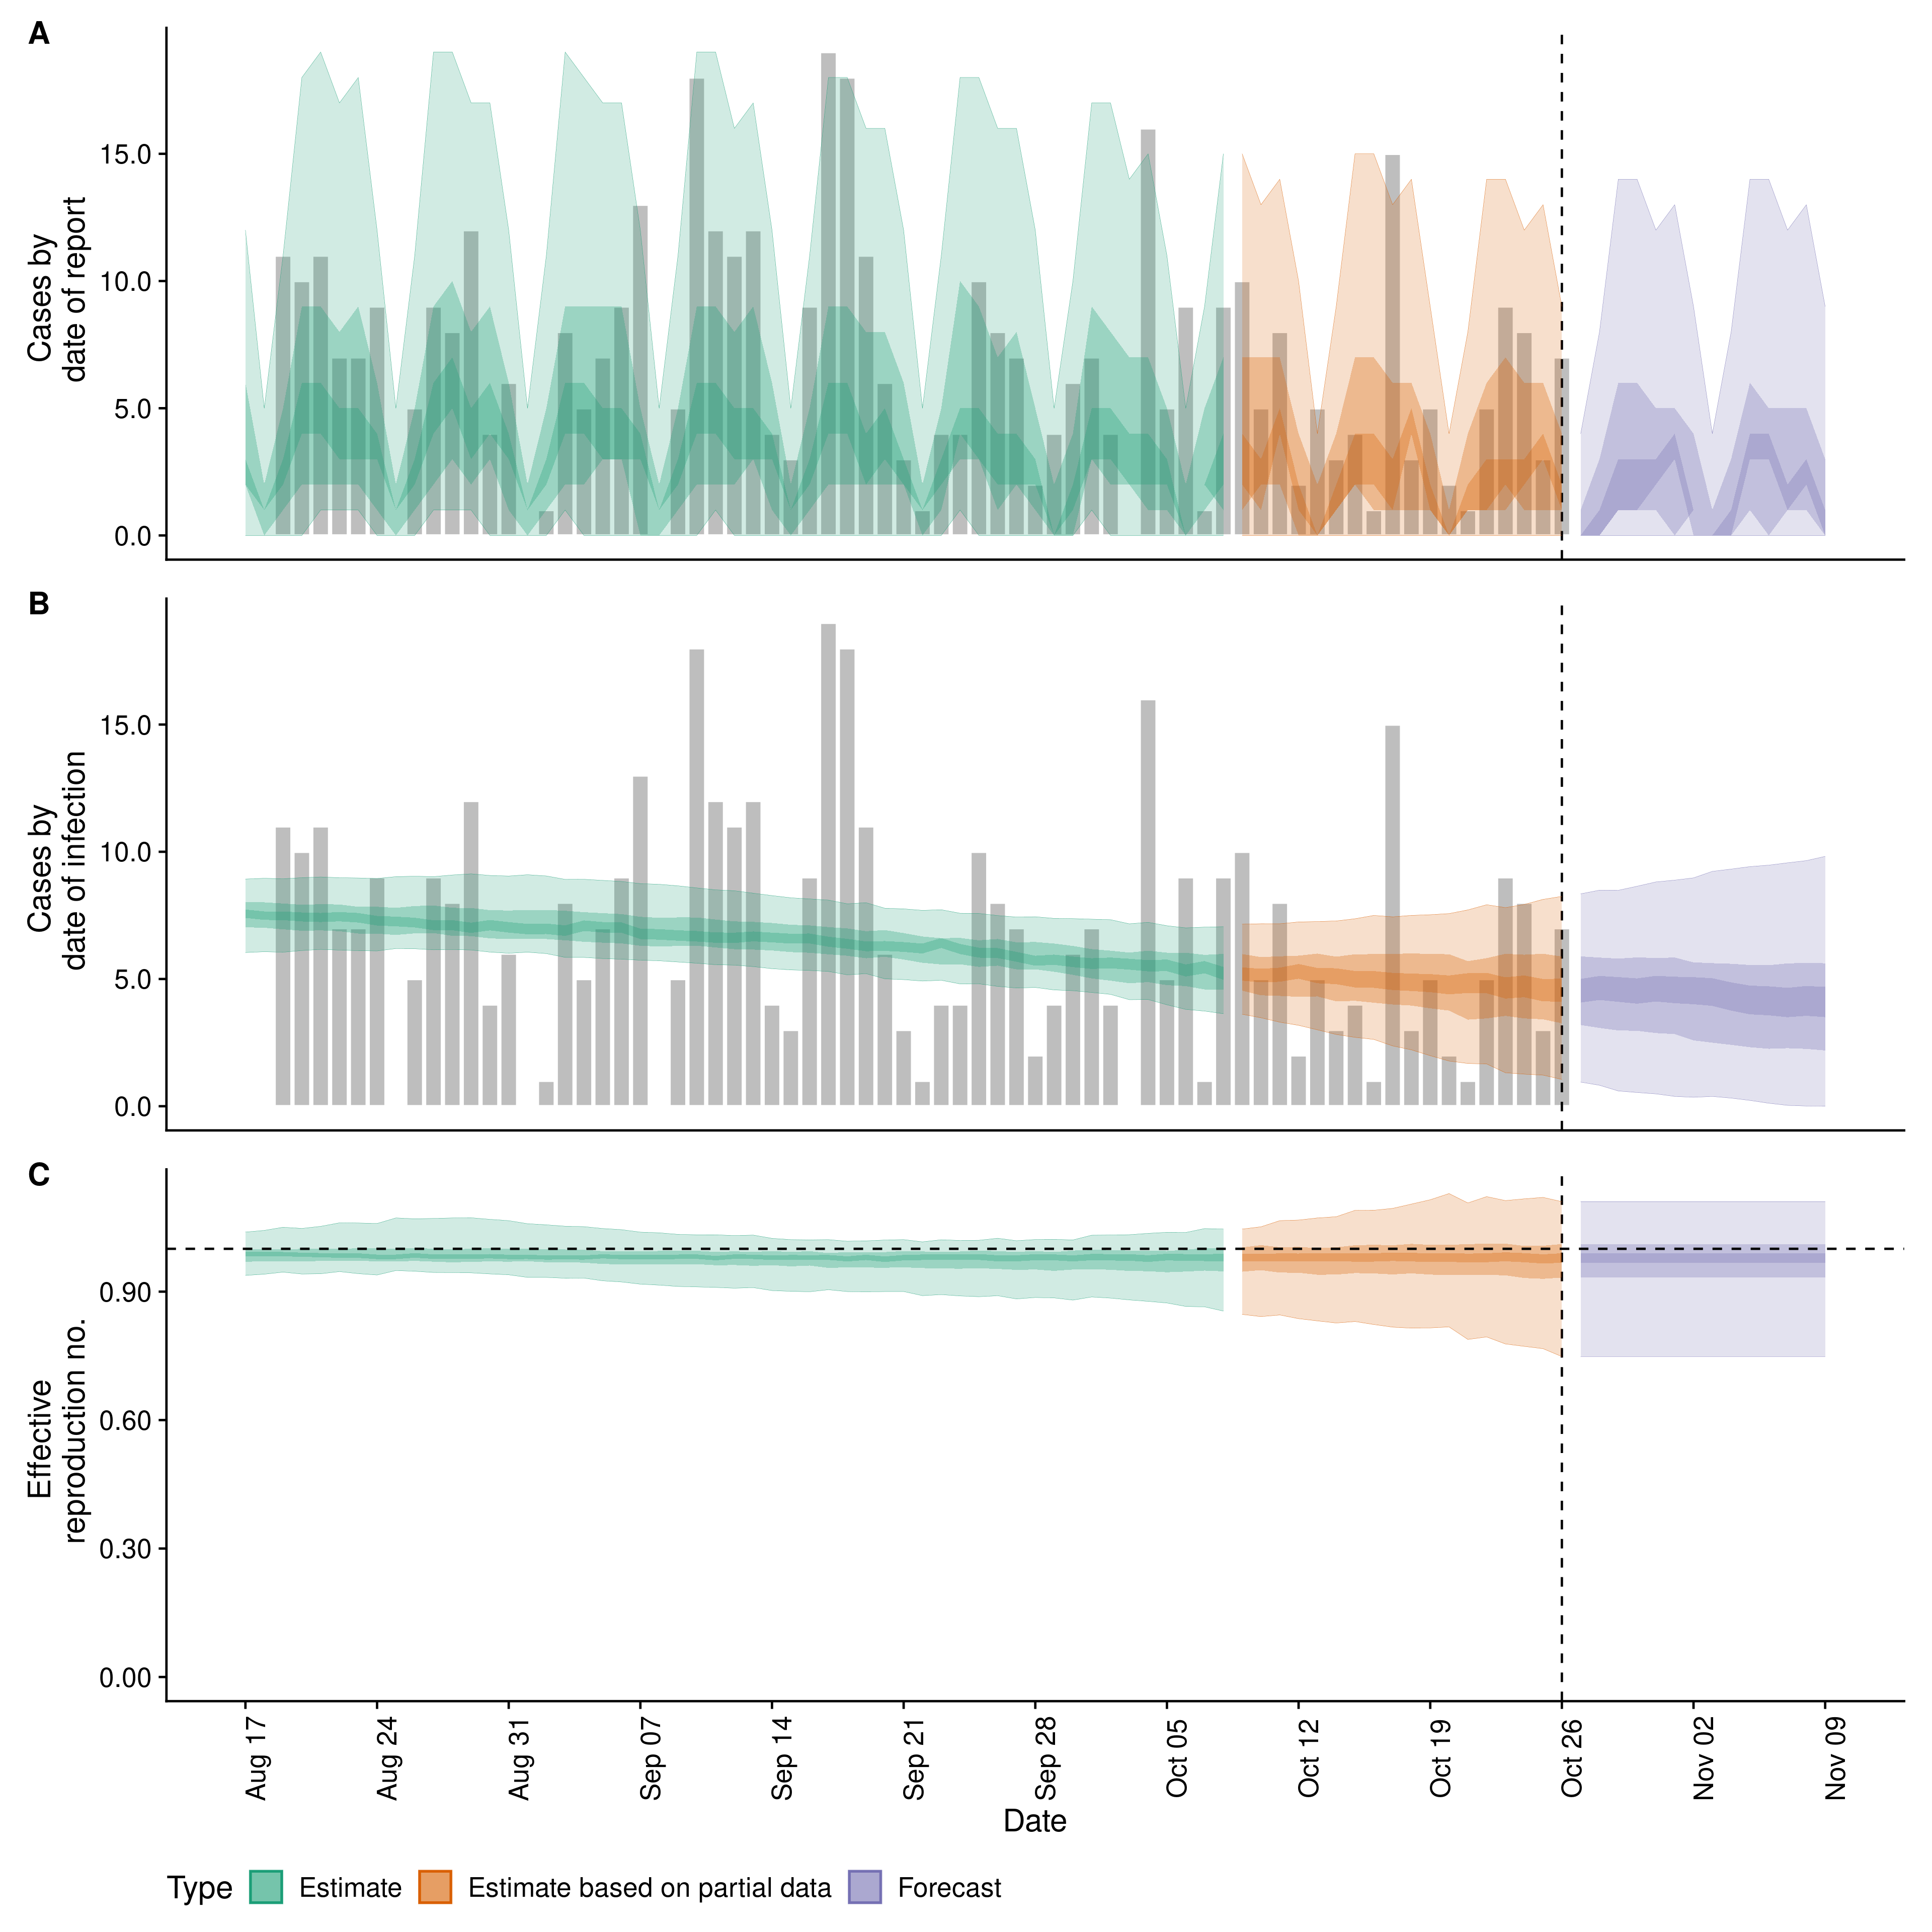 A
Cases by
date of report
15.0
10.0
5.0
0.0
B
Cases by
date of infection
15.0
10.0
5.0
0.0
C
Effective
reproduction no.
0.90
0.60
0.30
0.00
Aug 17
Aug 24
Aug 31
Sep 07
Sep 14
Sep 21
Sep 28
Oct 05
Oct 12
Oct 19
Oct 26
Nov 02
Nov 09
Date
Type Estimate Estimate based on partial data Forecast